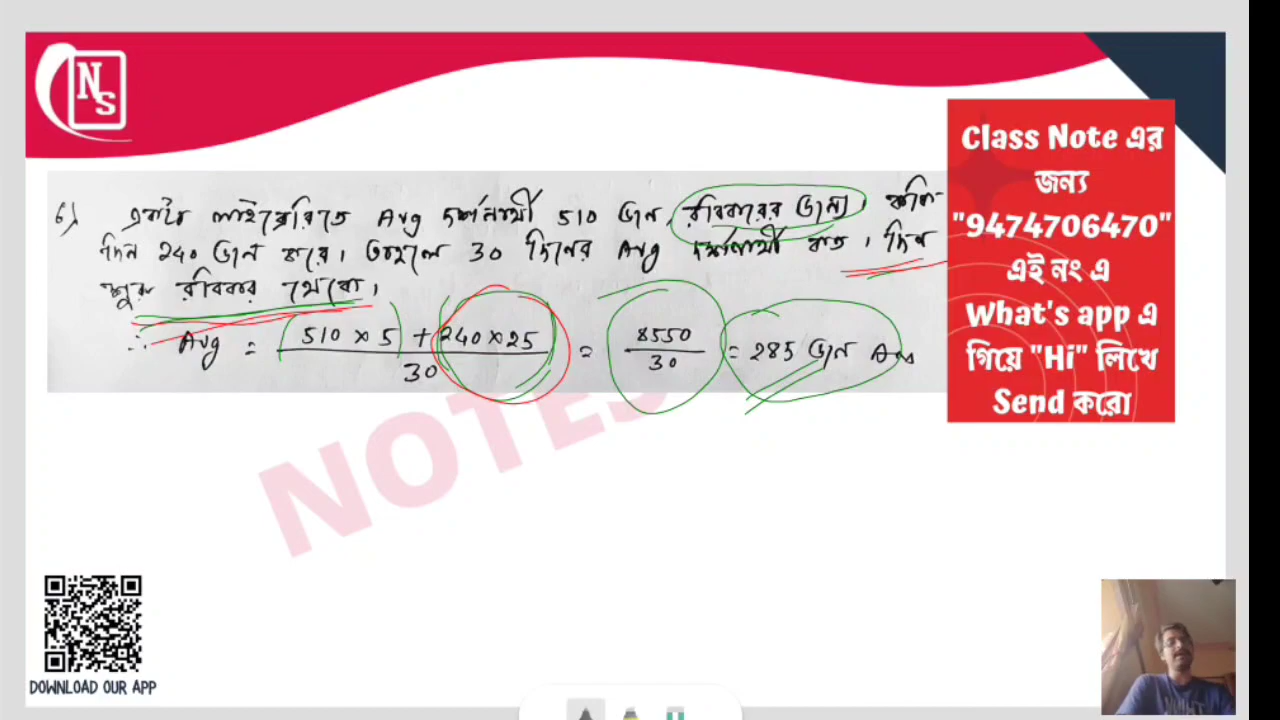 NS
6) একটি লাইব্রেরিতে Avg দর্শনার্থী 510 জন, রবিবারের জন্য, বাকি
দিন 240 জন করে। তাহলে 30 দিনের Avg দর্শনার্থী কত, দিন
শুরু রবিবার থেকে।
∴ Avg = 510 × 5 + 240 × 25 / 30 = 8550 / 30 = 285 জন Ans
NOTES
Class Note এর
জন্য
"9474706470"
এই নং এ
What's app এ
গিয়ে "Hi" লিখে
Send করো
DOWNLOAD OUR APP